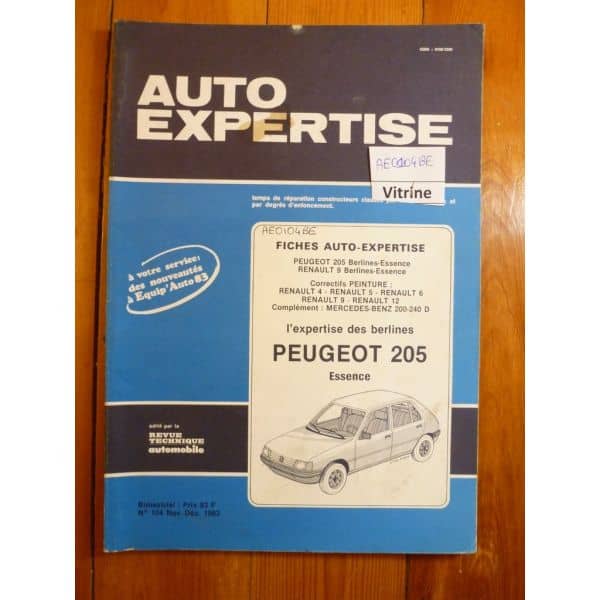 AUTO
EXPERTISE
AE0104BE
Vitrine
temps de réparation constructeurs et
par degrés d'enfoncement.
AE0104BE
à votre service:
des nouveautés
à Equip'Auto 83
FICHES AUTO-EXPERTISE
PEUGEOT 205 Berlines-Essence
RENAULT 9 Berlines-Essence
Correctifs PEINTURE :
RENAULT 4 - RENAULT 5 - RENAULT 6
RENAULT 9 - RENAULT 12
Complément : MERCEDES-BENZ 200-240 D
l'expertise des berlines
PEUGEOT 205
Essence
édité par la
REVUE
TECHNIQUE
automobile
Bimestriel : Prix 83 F
N° 104 Nov.-Déc. 1983